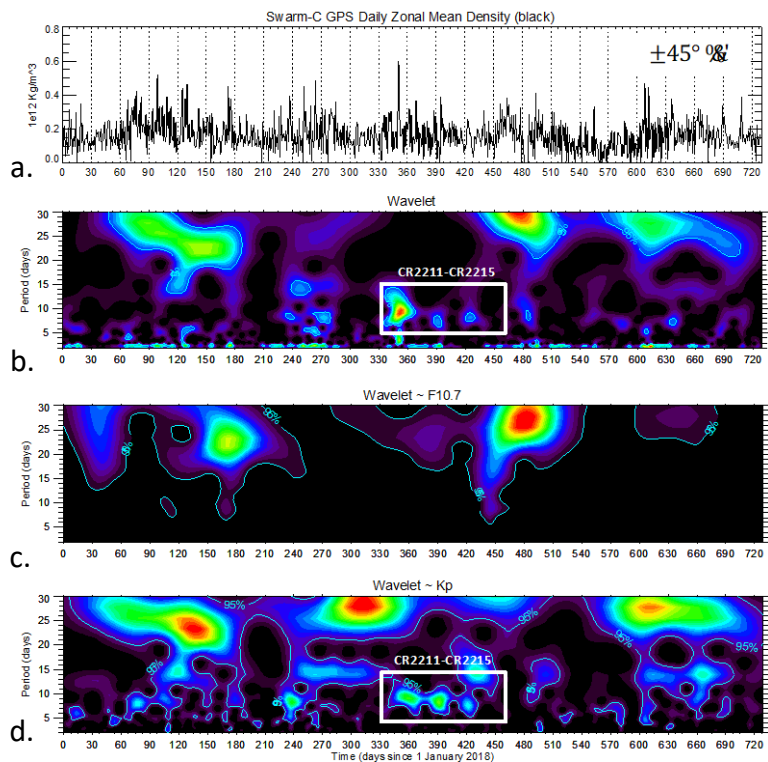 Swarm-C GPS Daily Zonal Mean Density (black)
0.8
0.6
0.4
0.2
0.0
1e12 Kg/m^3
±45°
0 30 60 90 120 150 180 210 240 270 300 330 360 390 420 450 480 510 540 570 600 630 660 690 720
a.
Wavelet
30
25
20
15
10
5
Period (days)
95%
CR2211-CR2215
0 30 60 90 120 150 180 210 240 270 300 330 360 390 420 450 480 510 540 570 600 630 660 690 720
b.
Wavelet ~ F10.7
30
25
20
15
10
5
Period (days)
95%
95%
0 30 60 90 120 150 180 210 240 270 300 330 360 390 420 450 480 510 540 570 600 630 660 690 720
c.
Wavelet ~ Kp
30
25
20
15
10
5
Period (days)
95%
95%
95%
95%
95%
95%
CR2211-CR2215
0 30 60 90 120 150 180 210 240 270 300 330 360 390 420 450 480 510 540 570 600 630 660 690 720
Time (days since 1 January 2018)
d.